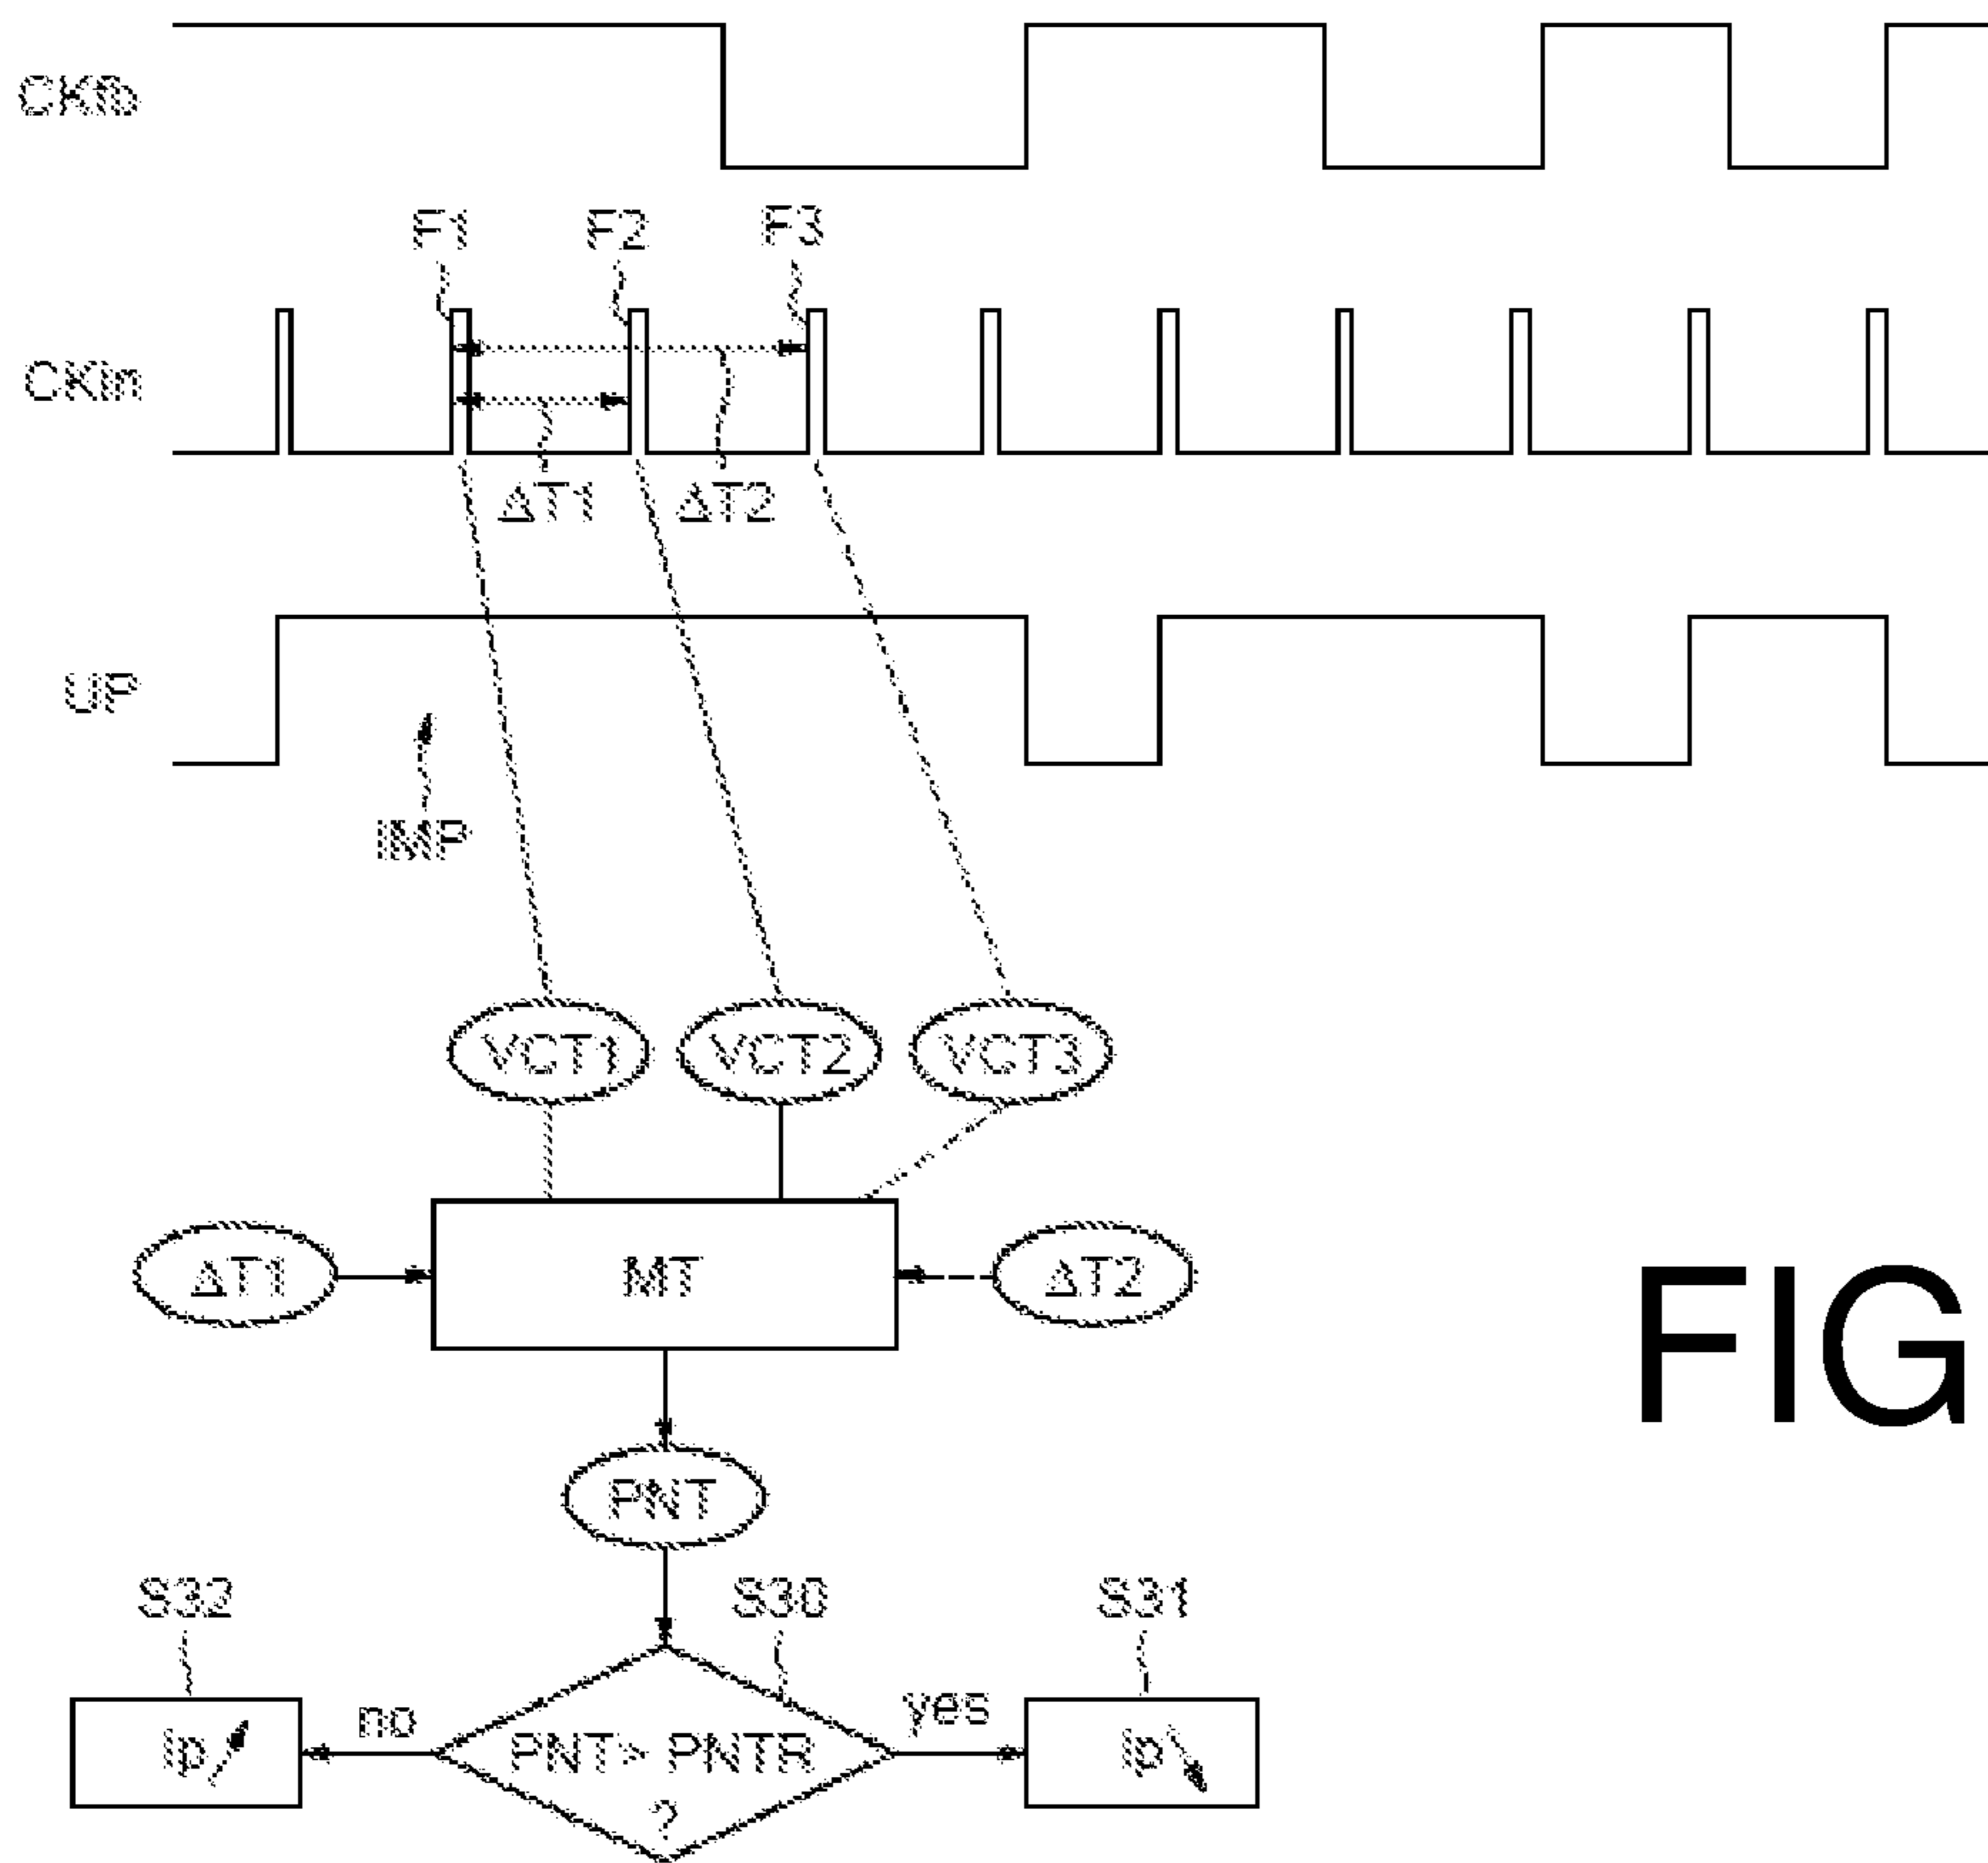 CKfb
F1 F2 F3
CKin
ΔT1 ΔT2
UP
IMP
VCT1 VCT2 VCT3
ΔT1 MT ΔT2
PNT
S32 S30 S31
no yes
Ip PNT> PNTR Ip
?
FIG